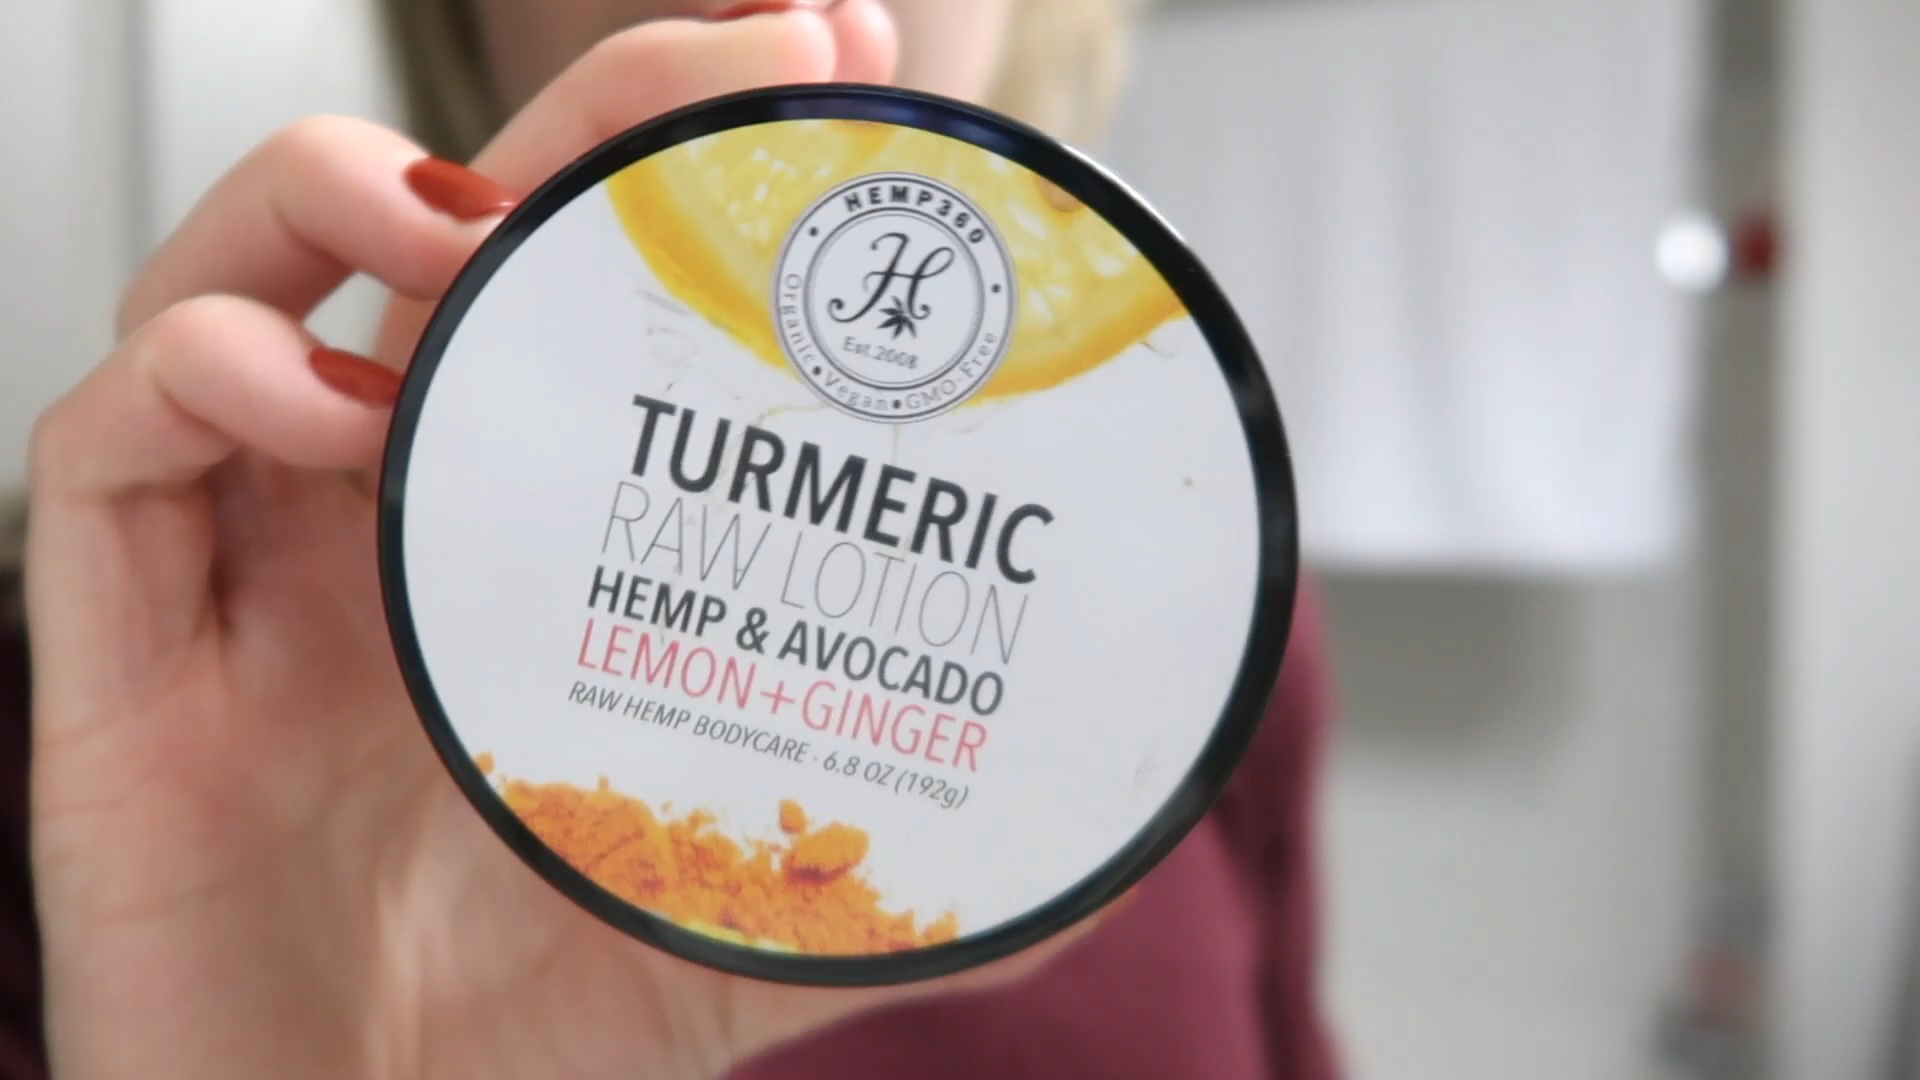 HEMP360
H
Est.2008
Organic•Vegan•GMO-Free
TURMERIC
RAW LOTION
HEMP & AVOCADO
LEMON+GINGER
RAW HEMP BODYCARE - 6.8 OZ (192g)